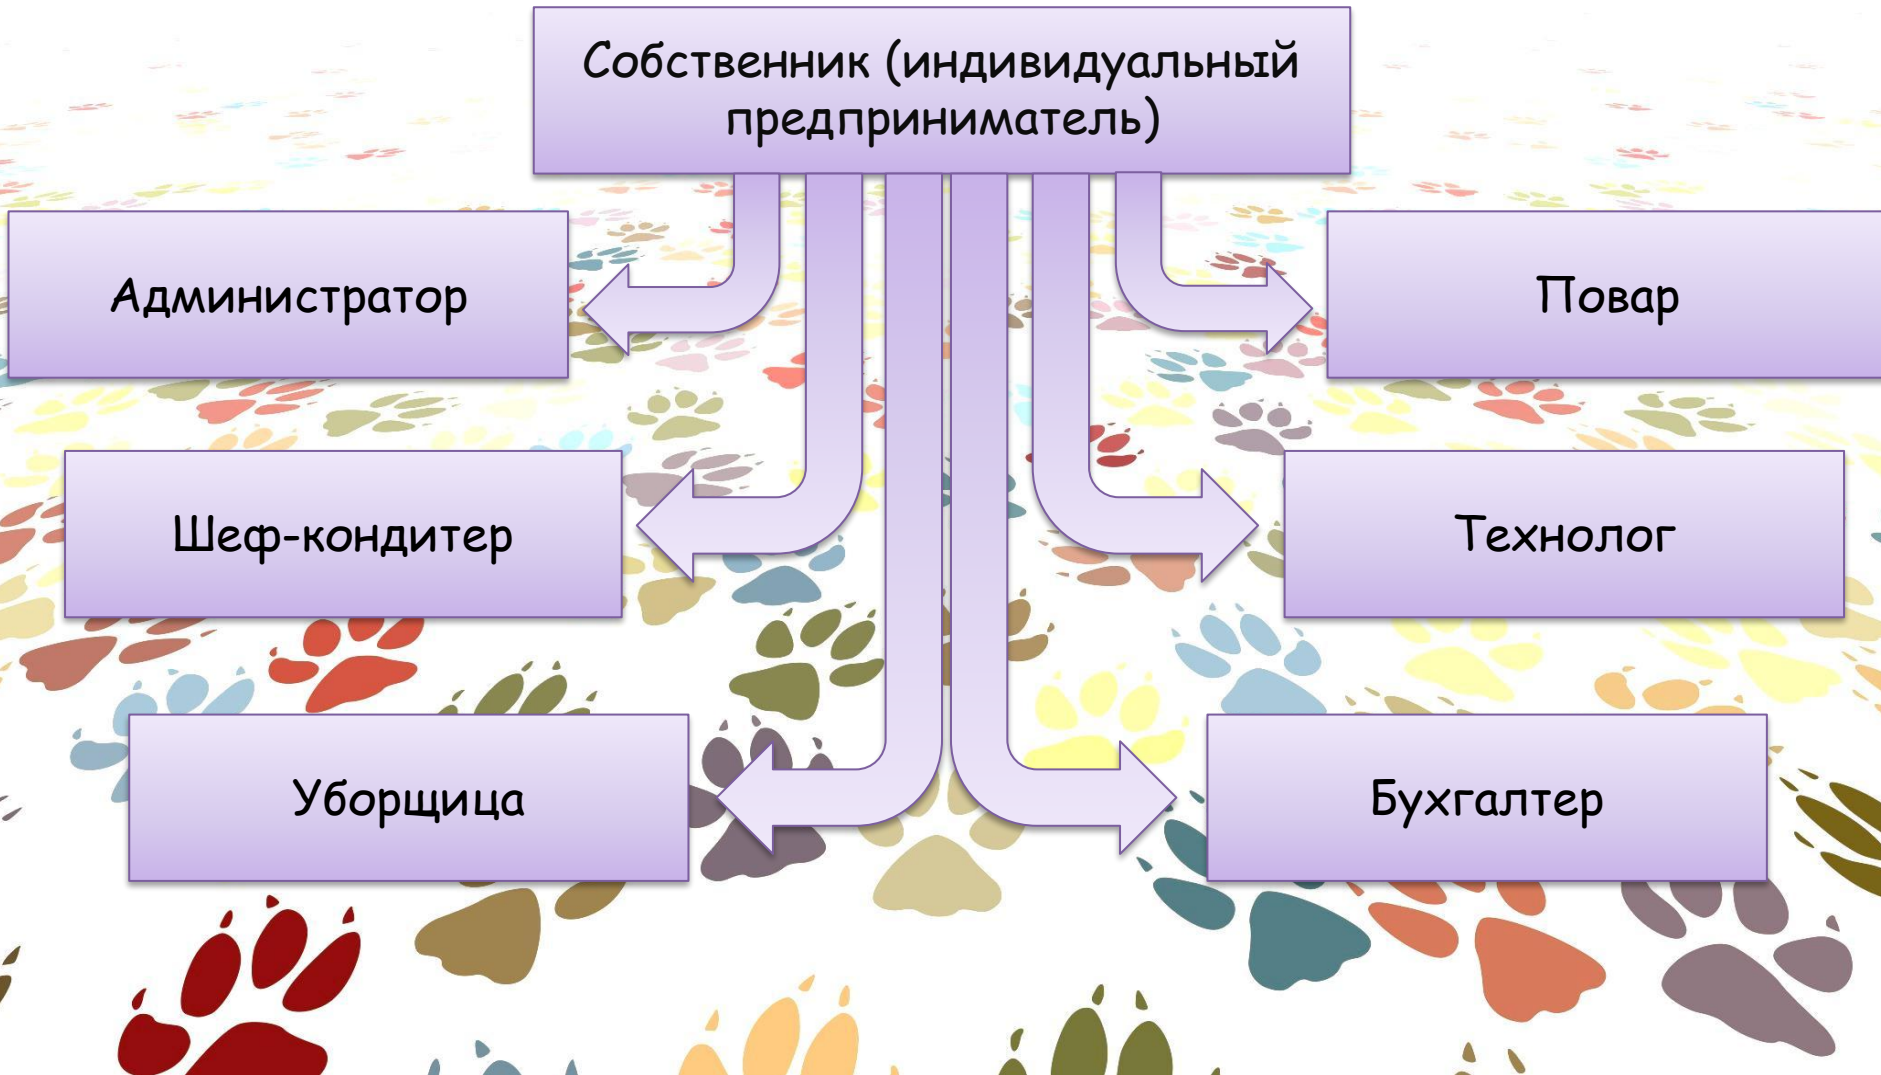 Собственник (индивидуальный
предприниматель)
Администратор
Повар
Шеф-кондитер
Технолог
Уборщица
Бухгалтер